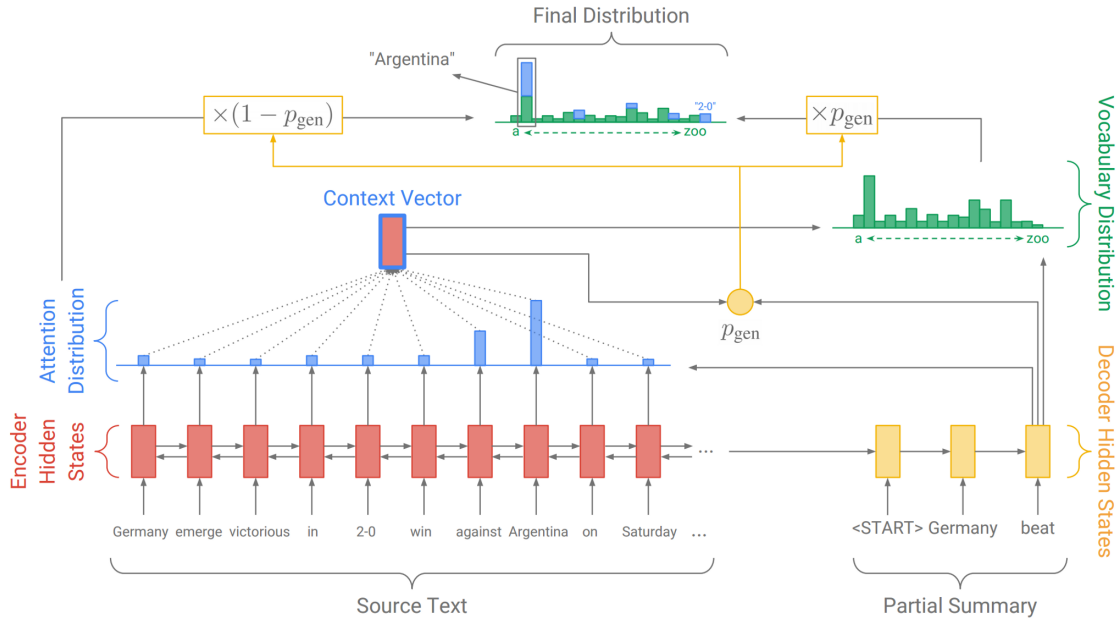 Final Distribution
"Argentina"
×(1 − p_gen)
"2-0"
×p_gen
a
zoo
Context Vector
a
zoo
Vocabulary Distribution
Attention
Distribution
p_gen
Encoder
Hidden
States
...
Decoder Hidden States
Germany emerge victorious in 2-0 win against Argentina on Saturday ...
<START> Germany beat
Source Text
Partial Summary